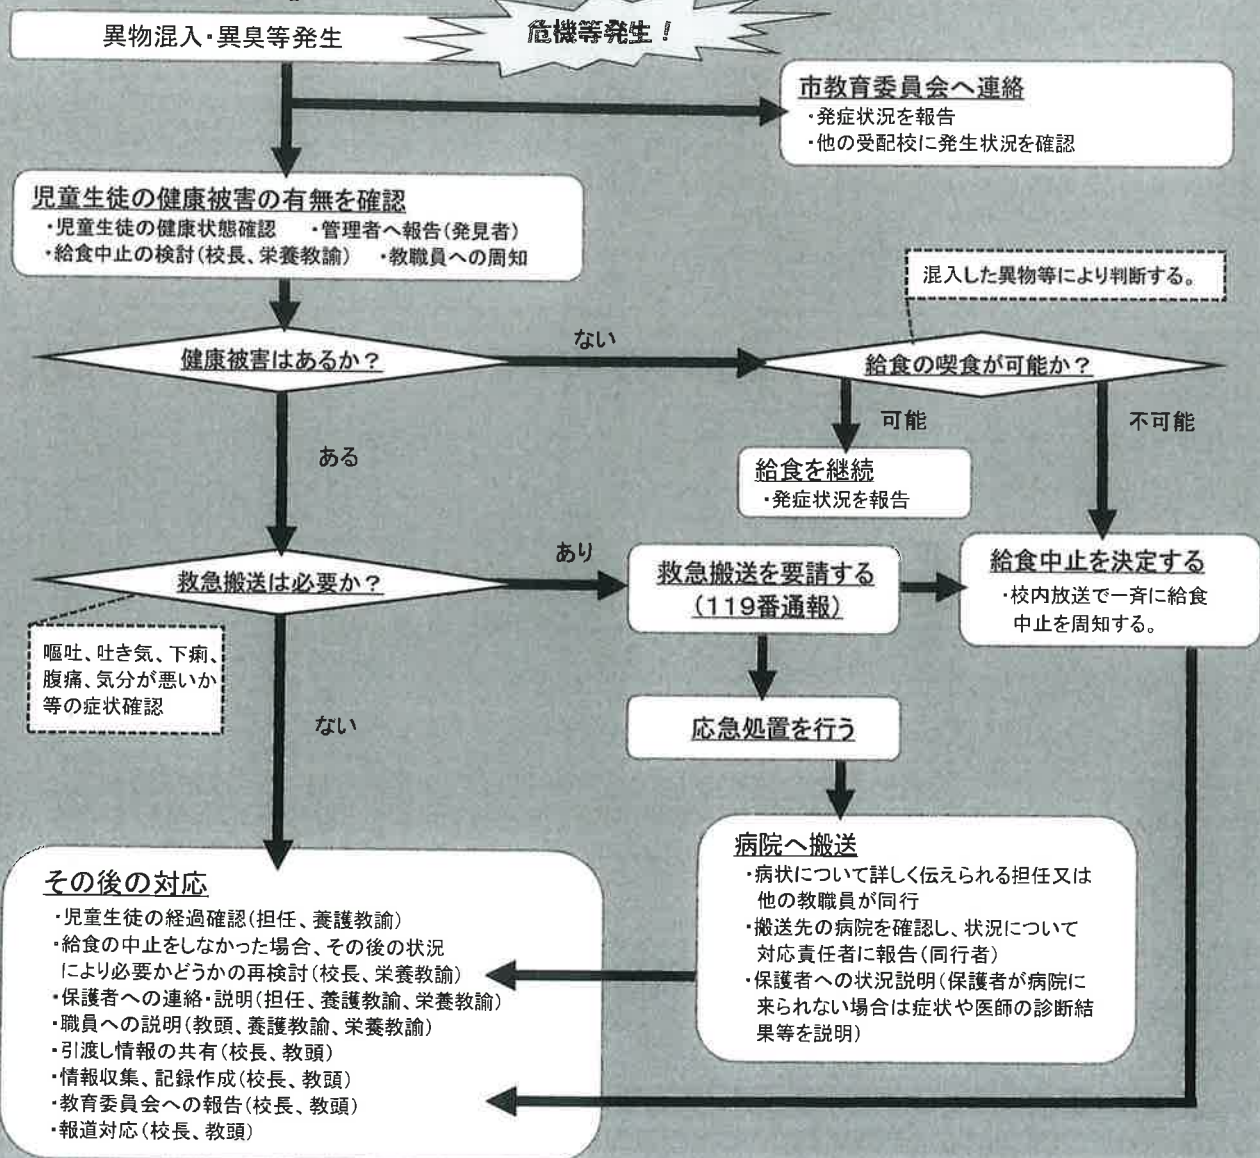 危機等発生！
異物混入・異臭等発生
市教育委員会へ連絡
・発症状況を報告
・他の受配校に発生状況を確認
児童生徒の健康被害の有無を確認
・児童生徒の健康状態確認　・管理者へ報告(発見者)
・給食中止の検討(校長、栄養教諭)　・教職員への周知
混入した異物等により判断する。
健康被害はあるか？
ない
給食の喫食が可能か？
可能
不可能
ある
給食を継続
・発症状況を報告
救急搬送は必要か？
あり
救急搬送を要請する
(119番通報)
給食中止を決定する
・校内放送で一斉に給食
中止を周知する。
嘔吐、吐き気、下痢、
腹痛、気分が悪いか
等の症状確認
ない
応急処置を行う
病院へ搬送
・病状について詳しく伝えられる担任又は
他の教職員が同行
・搬送先の病院を確認し、状況について
対応責任者に報告(同行者)
・保護者への状況説明(保護者が病院に
来られない場合は症状や医師の診断結
果等を説明)
その後の対応
・児童生徒の経過確認(担任、養護教諭)
・給食の中止をしなかった場合、その後の状況
により必要かどうかの再検討(校長、栄養教諭)
・保護者への連絡・説明(担任、養護教諭、栄養教諭)
・職員への説明(教頭、養護教諭、栄養教諭)
・引渡し情報の共有(校長、教頭)
・情報収集、記録作成(校長、教頭)
・教育委員会への報告(校長、教頭)
・報道対応(校長、教頭)